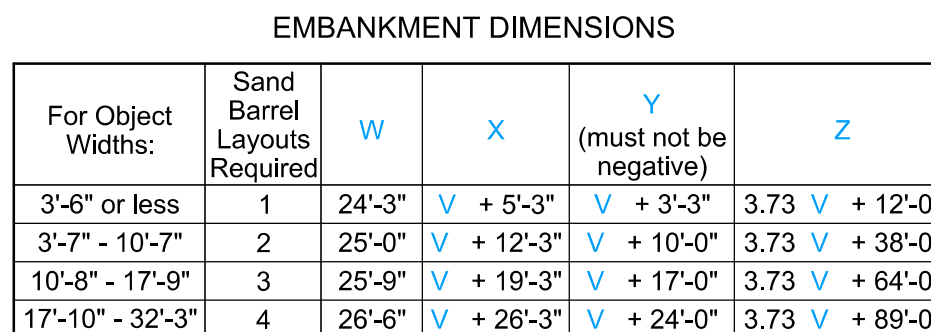 EMBANKMENT DIMENSIONS
For Object Widths: Sand Barrel Layouts Required W X Y (must not be negative) Z
3'-6" or less 1 24'-3" V + 5'-3" V + 3'-3" 3.73 V + 12'-0
3'-7" - 10'-7" 2 25'-0" V + 12'-3" V + 10'-0" 3.73 V + 38'-0
10'-8" - 17'-9" 3 25'-9" V + 19'-3" V + 17'-0" 3.73 V + 64'-0
17'-10" - 32'-3" 4 26'-6" V + 26'-3" V + 24'-0" 3.73 V + 89'-0